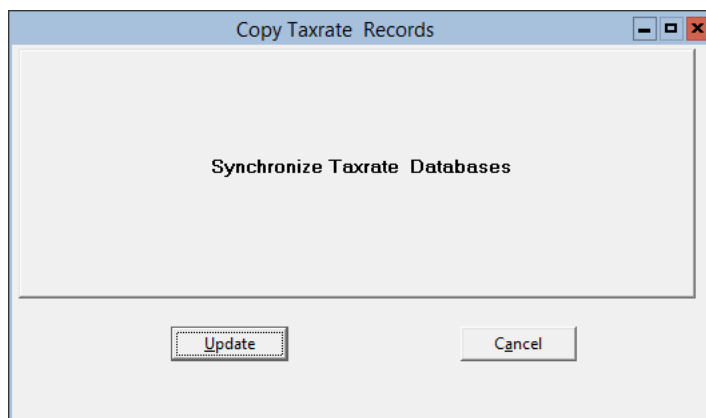 Copy Taxrate  Records
Synchronize Taxrate  Databases
Update
Cancel